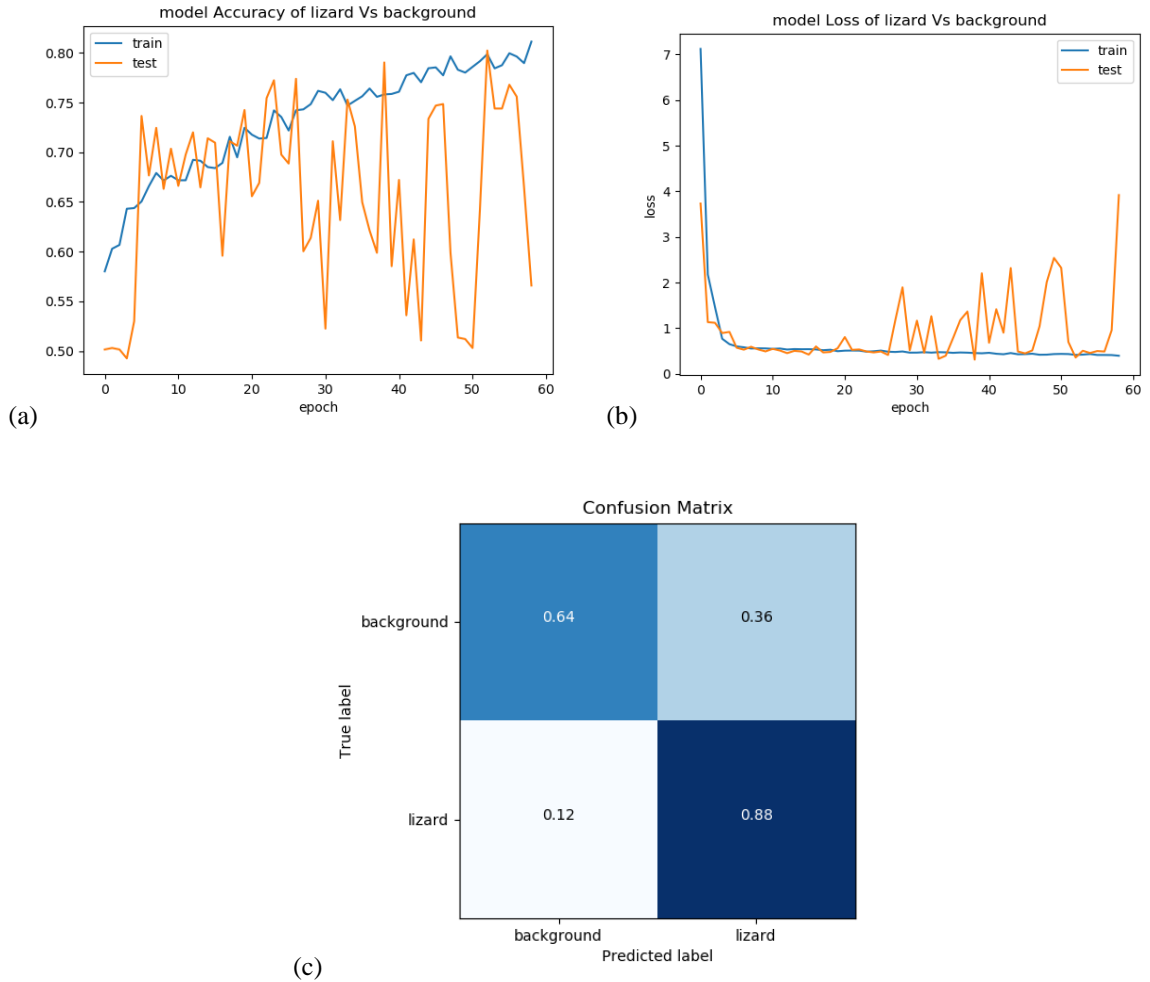 model Accuracy of lizard Vs background
train
test
0.80
0.75
0.70
0.65
0.60
0.55
0.50
0 10 20 30 40 50 60
epoch
(a)
model Loss of lizard Vs background
train
test
7
6
5
4
3
2
1
0
loss
0 10 20 30 40 50 60
epoch
(b)
Confusion Matrix
True label
background 0.64 0.36
lizard 0.12 0.88
background lizard
Predicted label
(c)